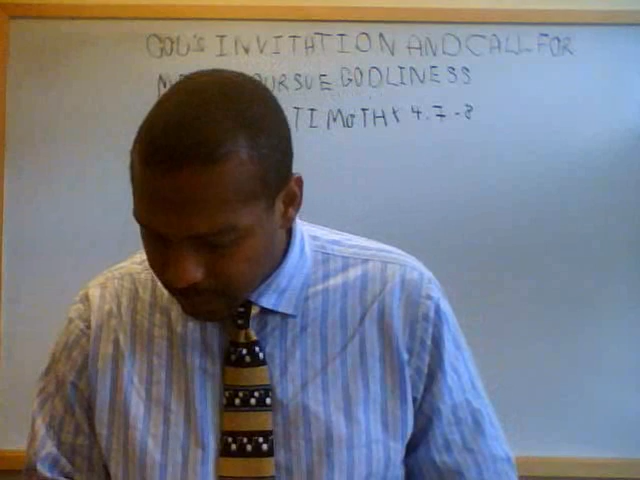 GOD'S INVITATION AND CALL FOR
PURSUE GODLINESS
TIMOTHY 4.7-8